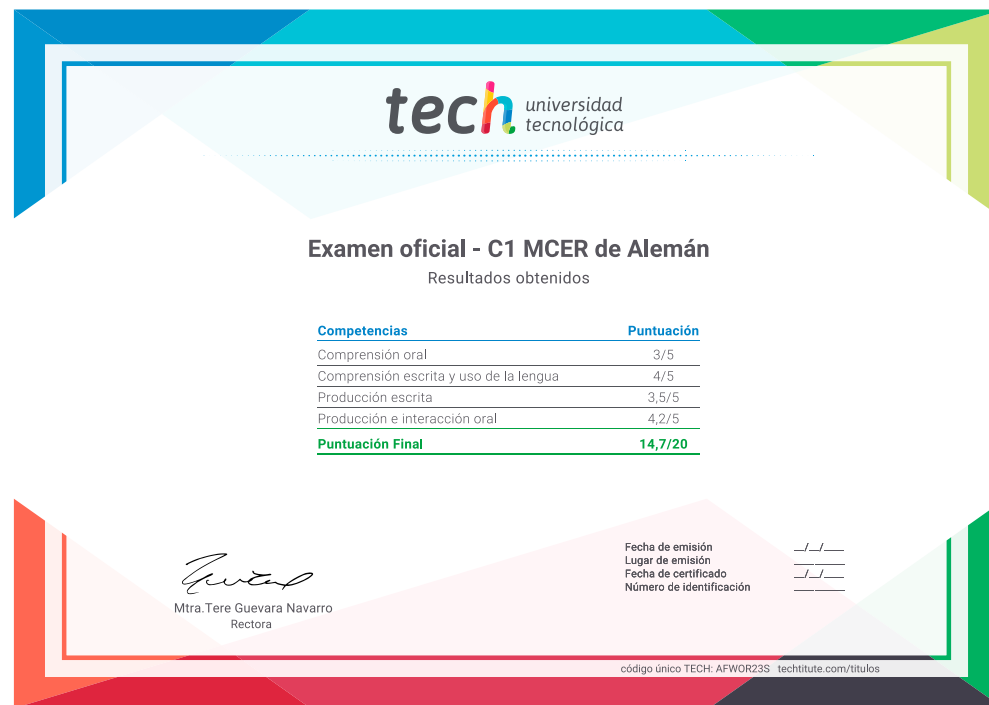 tech universidad
tecnológica
Examen oficial - C1 MCER de Alemán
Resultados obtenidos
Competencias Puntuación
Comprensión oral 3/5
Comprensión escrita y uso de la lengua 4/5
Producción escrita 3,5/5
Producción e interacción oral 4,2/5
Puntuación Final 14,7/20
Mtra.Tere Guevara Navarro
Rectora
Fecha de emisión __/__/____
Lugar de emisión ____ ______
Fecha de certificado __/__/____
Número de identificación ____ ______
código único TECH: AFWOR23S techtitute.com/titulos